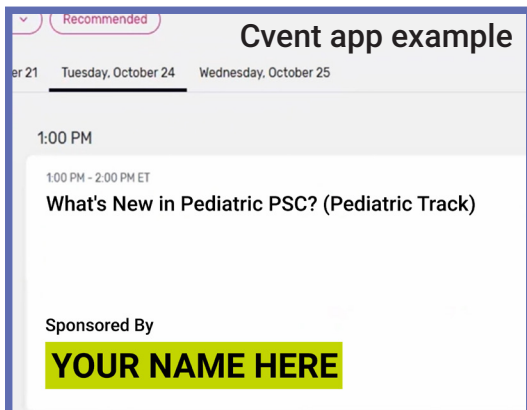 Recommended
Cvent app example
er 21 Tuesday, October 24 Wednesday, October 25
1:00 PM
1:00 PM - 2:00 PM ET
What's New in Pediatric PSC? (Pediatric Track)
Sponsored By
YOUR NAME HERE